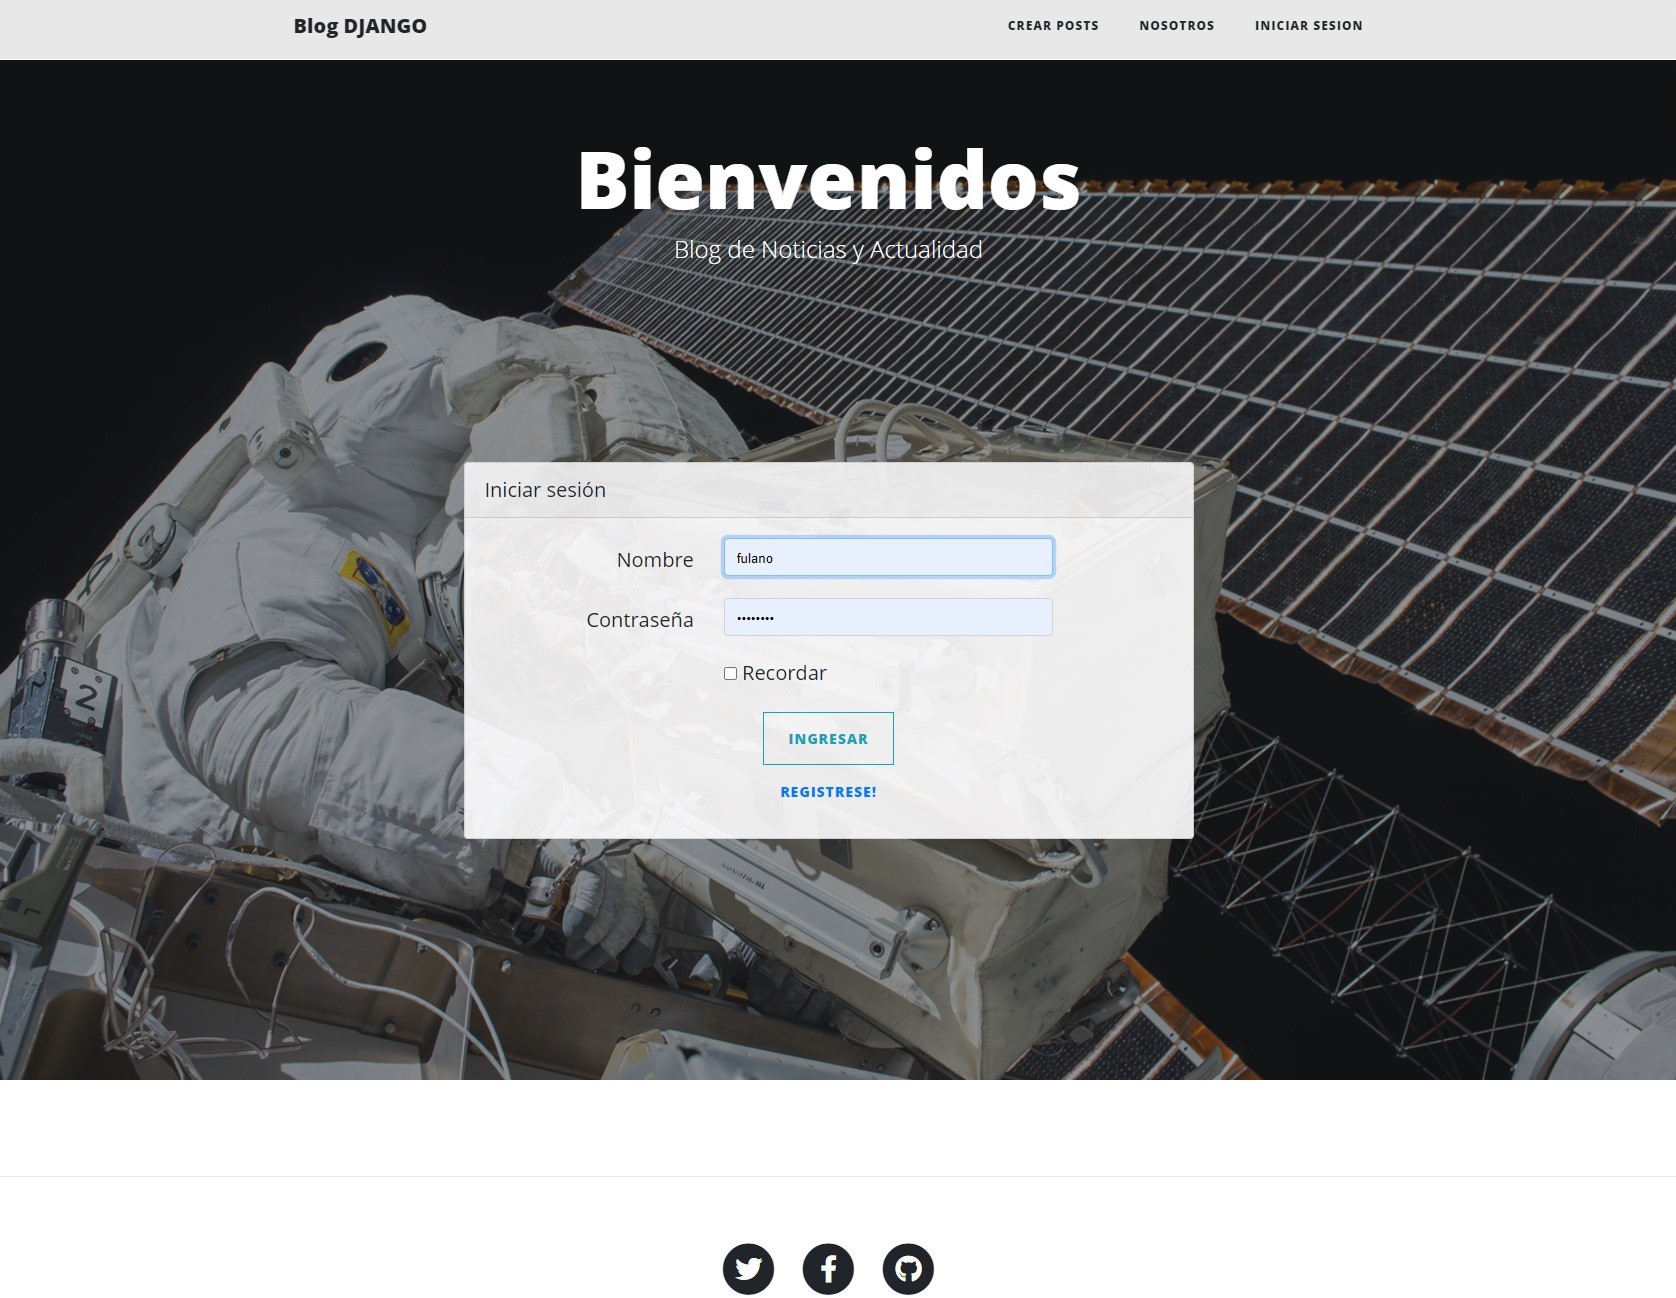 Blog DJANGO
CREAR POSTS NOSOTROS INICIAR SESION
Bienvenidos
Blog de Noticias y Actualidad
Iniciar sesión
Nombre fulano
Contraseña ••••••••
Recordar
INGRESAR
REGISTRESE!
2